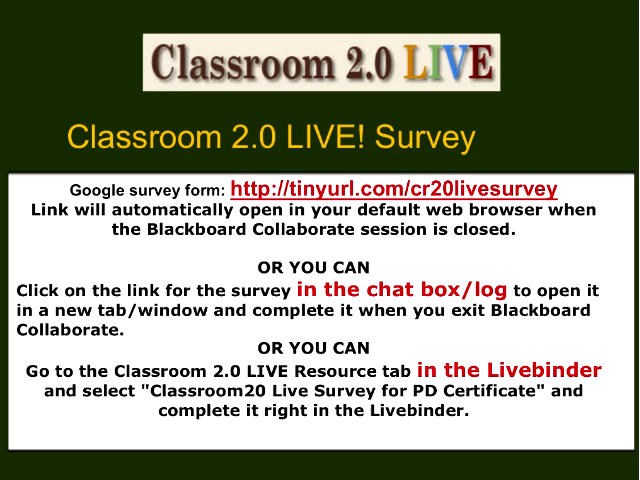 Classroom 2.0 LIVE
Classroom 2.0 LIVE! Survey
Google survey form: http://tinyurl.com/cr20livesurvey
Link will automatically open in your default web browser when
the Blackboard Collaborate session is closed.
OR YOU CAN
Click on the link for the survey in the chat box/log to open it
in a new tab/window and complete it when you exit Blackboard
Collaborate.
OR YOU CAN
Go to the Classroom 2.0 LIVE Resource tab in the Livebinder
and select "Classroom20 Live Survey for PD Certificate" and
complete it right in the Livebinder.